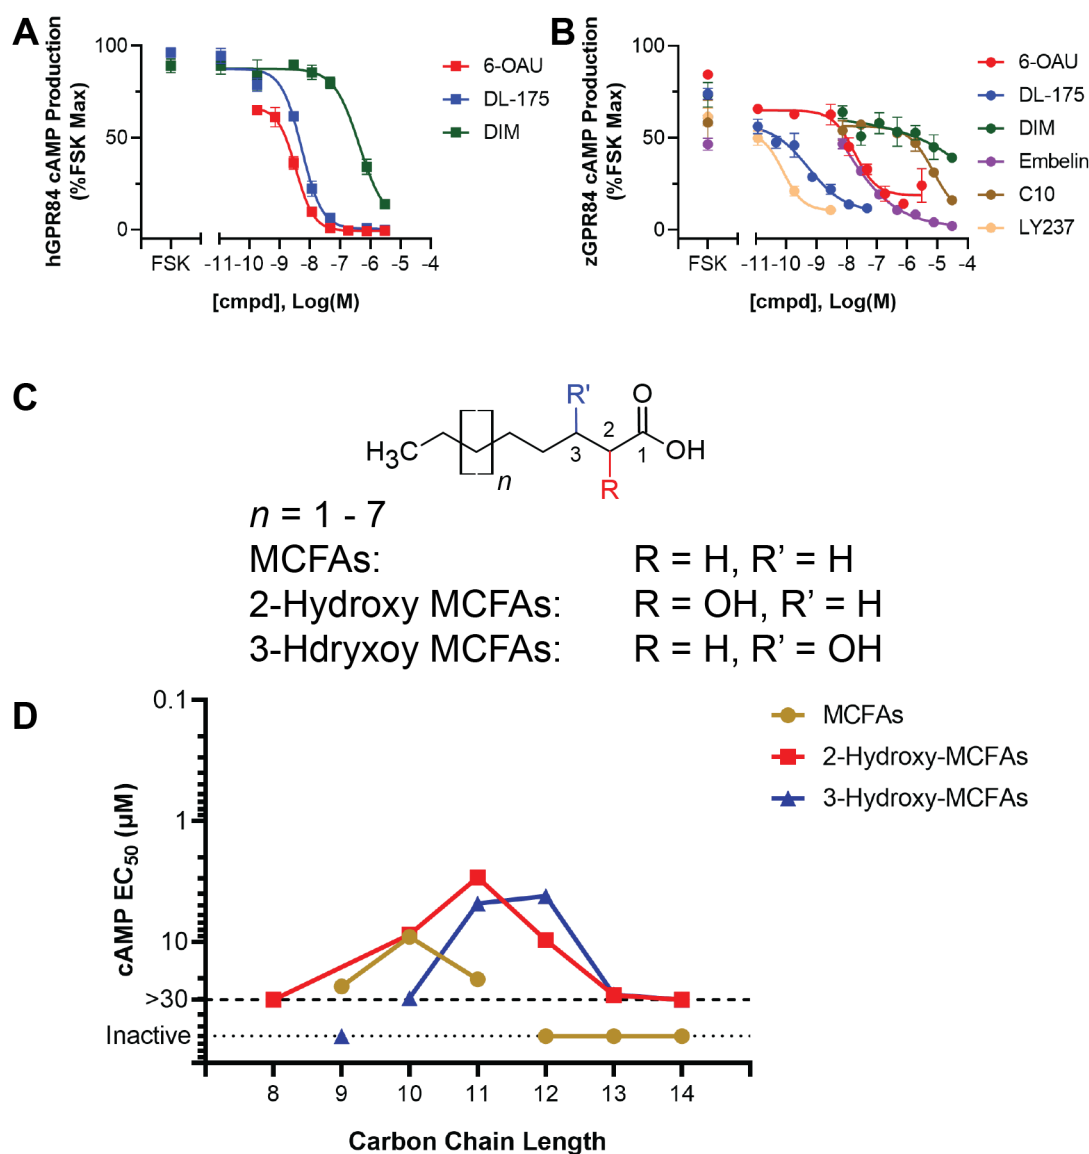 A
hGPR84 cAMP Production
(%FSK Max)
100
50
0
FSK
-11
-10
-9
-8
-7
-6
-5
-4
[cmpd], Log(M)
6-OAU
DL-175
DIM
B
zGPR84 cAMP Production
(%FSK Max)
100
50
0
FSK
-11
-10
-9
-8
-7
-6
-5
-4
[cmpd], Log(M)
6-OAU
DL-175
DIM
Embelin
C10
LY237
C
R'
O
H3C
n
3
2
1
OH
R
n = 1 - 7
MCFAs: R = H, R' = H
2-Hydroxy MCFAs: R = OH, R' = H
3-Hdryxoy MCFAs: R = H, R' = OH
D
cAMP EC50 (µM)
0.1
1
10
>30
Inactive
8
9
10
11
12
13
14
Carbon Chain Length
MCFAs
2-Hydroxy-MCFAs
3-Hydroxy-MCFAs